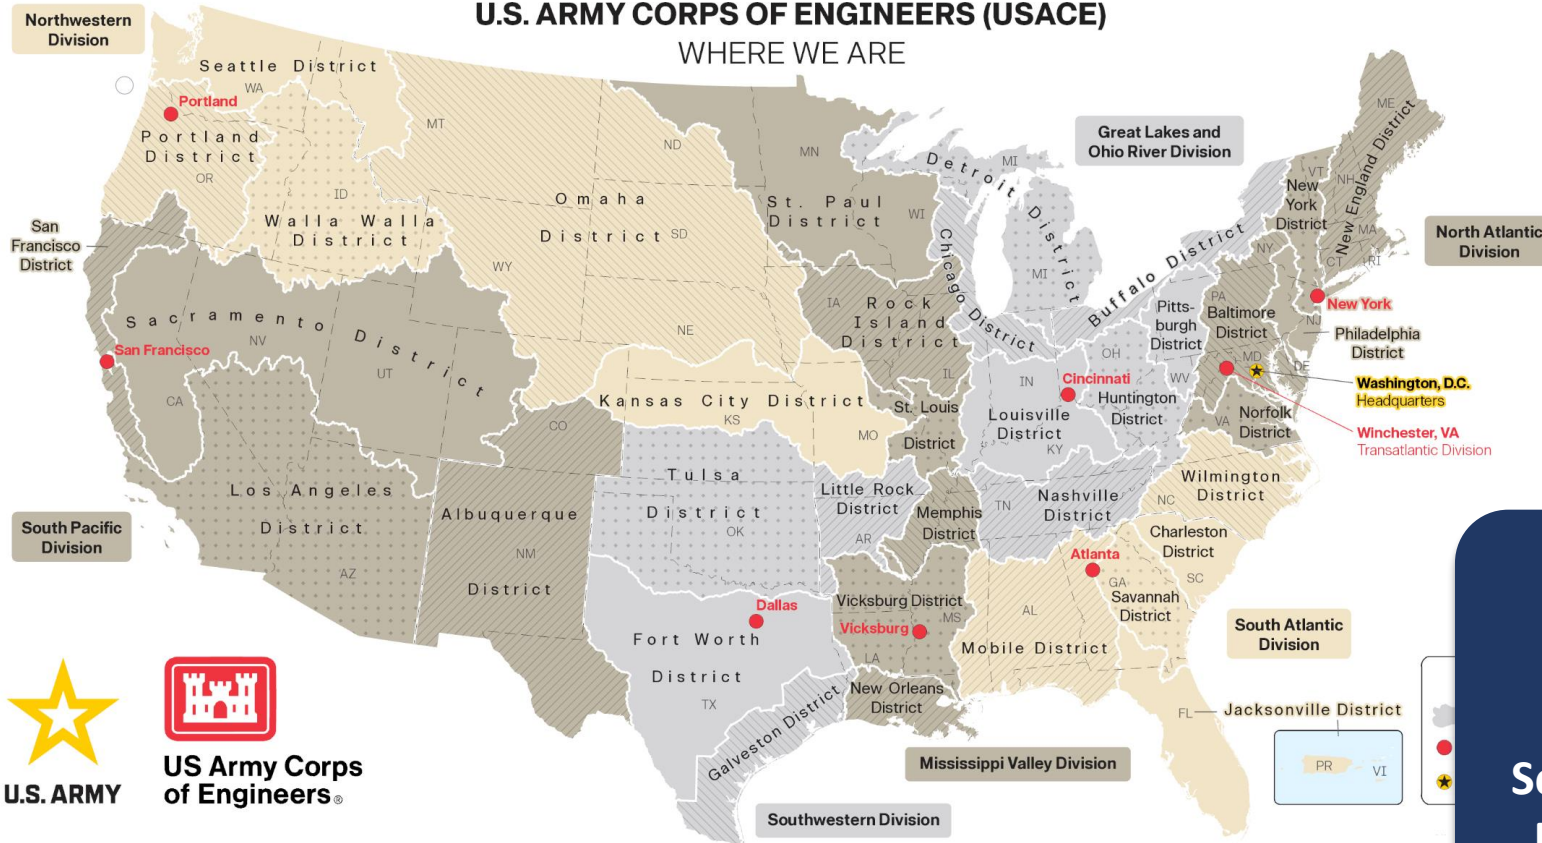 U.S. ARMY CORPS OF ENGINEERS (USACE)
WHERE WE ARE
Northwestern
Division
Seattle District
WA
Portland
Portland
District
OR
MT
ND
ID
Walla Walla
District
Omaha
District
SD
WY
NE
MN
St. Paul
District
WI
Great Lakes and
Ohio River Division
Detroit District
MI
MI
Chicago District
Buffalo District
ME
VT
NH
New
York
District
New England District
MA
CT
RI
NY
North Atlantic
Division
San
Francisco
District
Sacramento District
NV
UT
San Francisco
CA
IA
Rock
Island
District
IL
Pitts-
burgh
District
PA
Baltimore
District
New York
NJ
Philadelphia
District
MD
DE
Washington, D.C.
Headquarters
Winchester, VA
Transatlantic Division
OH
IN
Cincinnati
WV
Huntington
District
Louisville
District
KY
VA
Norfolk
District
Kansas City District
KS
MO
St. Louis
District
CO
Los Angeles
District
AZ
Albuquerque
District
NM
Tulsa
District
OK
Little Rock
District
AR
Memphis
District
TN
Nashville
District
NC
Wilmington
District
Charleston
District
SC
Atlanta
GA
Savannah
District
South Pacific
Division
Dallas
Fort Worth
District
TX
Vicksburg District
MS
Vicksburg
LA
AL
Mobile District
South Atlantic
Division
New Orleans
District
Galveston District
FL
Jacksonville District
PR
VI
Mississippi Valley Division
Southwestern Division
U.S. ARMY
US Army Corps
of Engineers®